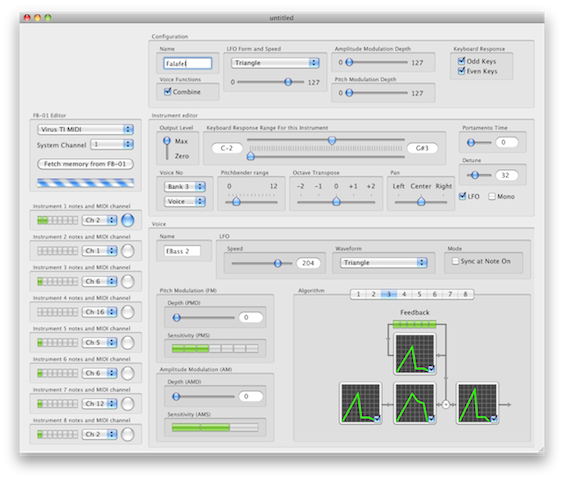 untitled
Configuration
Name
Falafel
LFO Form and Speed
Triangle
0 127
Amplitude Modulation Depth
0 127
Pitch Modulation Depth
0 127
Keyboard Response
Odd Keys
Even Keys
Voice Functions
Combine
FB-01 Editor
Virus TI MIDI
System Channel 1
Fetch memory from FB-01
Instrument 1 notes and MIDI channel
Ch 2
Instrument 2 notes and MIDI channel
Ch 1
Instrument 3 notes and MIDI channel
Ch 6
Instrument 4 notes and MIDI channel
Ch 16
Instrument 5 notes and MIDI channel
Ch 5
Instrument 6 notes and MIDI channel
Ch 6
Instrument 7 notes and MIDI channel
Ch 12
Instrument 8 notes and MIDI channel
Ch 2
Instrument editor
Output Level
Max
Zero
Keyboard Response Range For this Instrument
C-2 G#3
Portamento Time
0
Detune
32
LFO Mono
Voice No
Bank 3
Voice ...
Pitchbender range
0 12
Octave Transpose
-2 -1 0 +1 +2
Pan
Left Center Right
Voice
Name
EBass 2
LFO
Speed
204
Waveform
Triangle
Mode
Sync at Note On
Pitch Modulation (FM)
Depth (PMD)
0
Sensitivity (PMS)
Amplitude Modulation (AM)
Depth (AMD)
0
Sensitivity (AMS)
Algorithm
1 2 3 4 5 6 7 8
Feedback